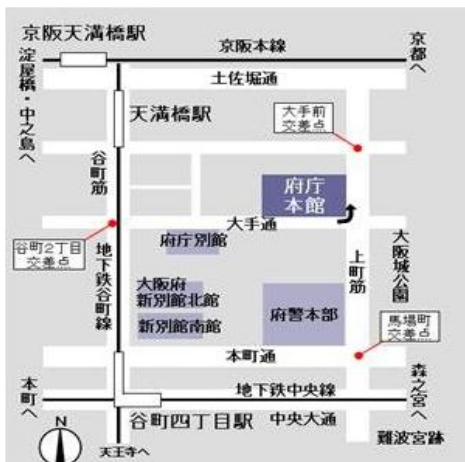 京阪天満橋駅
京阪本線
京都へ
淀屋橋・中之島へ
土佐堀通
天満橋駅
大手前
交差点
谷町筋
府庁
本館
大手通
谷町2丁目
交差点
府庁別館
地下鉄谷町線
上町筋
大阪城公園
大阪府
新別館北館
新別館南館
府警本部
馬場町
交差点
本町通
本町へ
地下鉄中央線
森之宮へ
谷町四丁目駅
中央大通
N
天王寺へ
難波宮跡